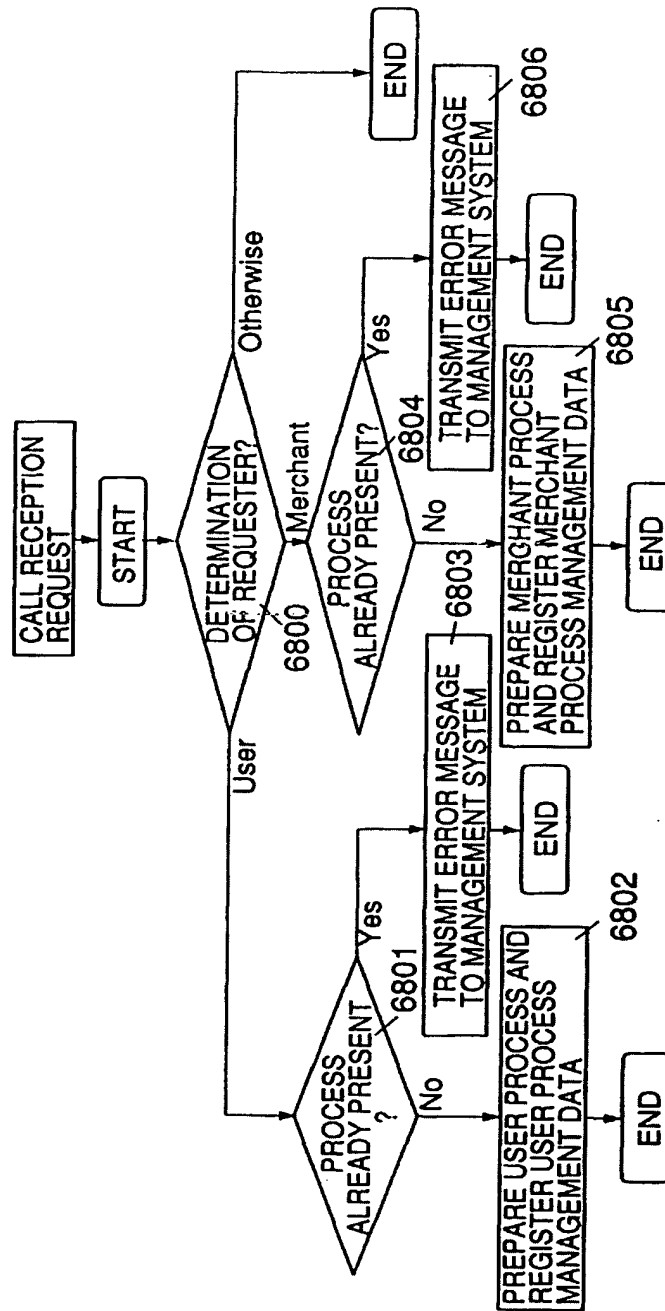 CALL RECEPTION
REQUEST
START
DETERMINATION
OF REQUESTER?
6800
User
Merchant
Otherwise
END
PROCESS
ALREADY PRESENT
?
6801
Yes
No
TRANSMIT ERROR MESSAGE
TO MANAGEMENT SYSTEM
6803
END
PREPARE USER PROCESS AND
REGISTER USER PROCESS
MANAGEMENT DATA
6802
END
PROCESS
ALREADY PRESENT?
6804
Yes
No
TRANSMIT ERROR MESSAGE
TO MANAGEMENT SYSTEM
6806
END
PREPARE MERCHANT PROCESS
AND REGISTER MERCHANT
PROCESS MANAGEMENT DATA
6805
END